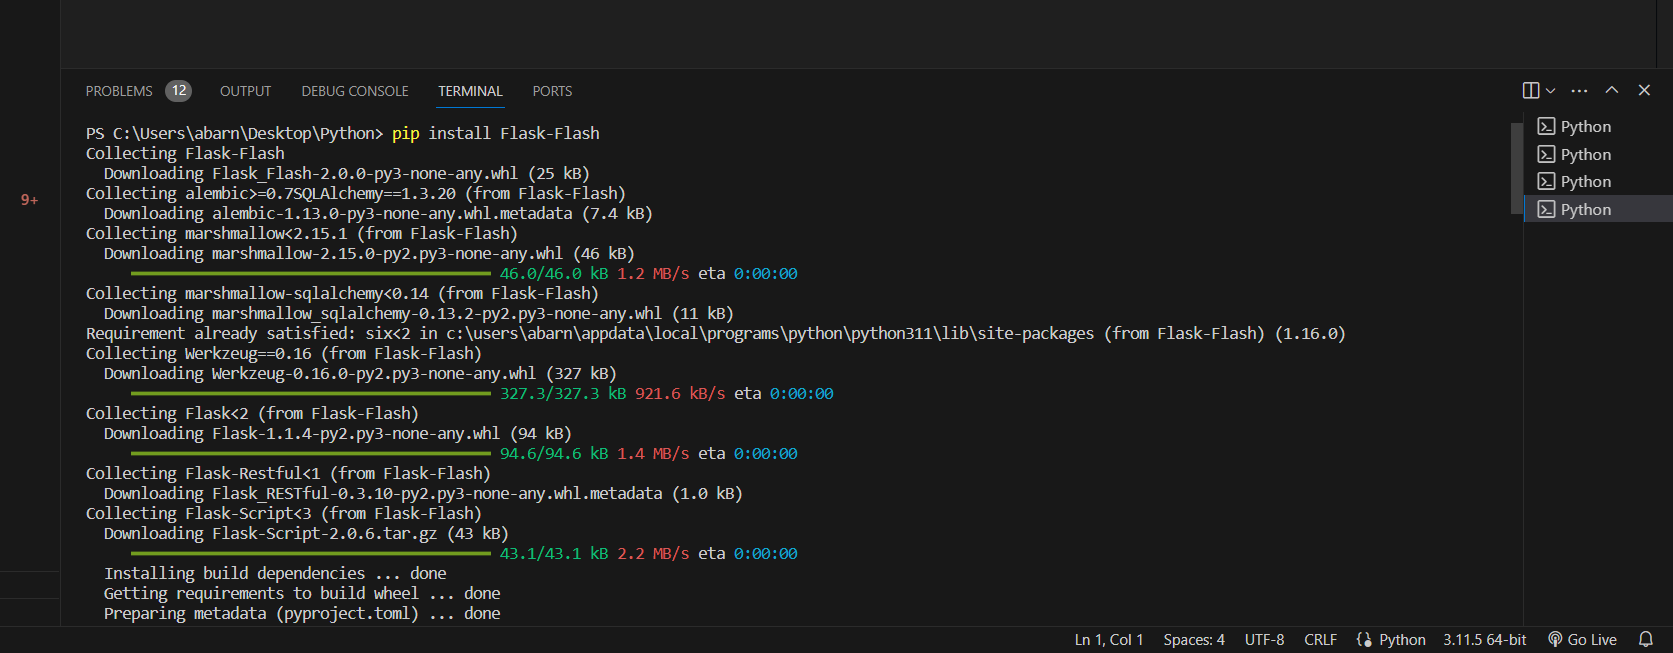 PROBLEMS 12 OUTPUT DEBUG CONSOLE TERMINAL PORTS
PS C:\Users\abarn\Desktop\Python> pip install Flask-Flash
Collecting Flask-Flash
Downloading Flask_Flash-2.0.0-py3-none-any.whl (25 kB)
Collecting alembic>=0.7SQLAlchemy==1.3.20 (from Flask-Flash)
Downloading alembic-1.13.0-py3-none-any.whl.metadata (7.4 kB)
Collecting marshmallow<2.15.1 (from Flask-Flash)
Downloading marshmallow-2.15.0-py2.py3-none-any.whl (46 kB)
46.0/46.0 kB 1.2 MB/s eta 0:00:00
Collecting marshmallow-sqlalchemy<0.14 (from Flask-Flash)
Downloading marshmallow_sqlalchemy-0.13.2-py2.py3-none-any.whl (11 kB)
Requirement already satisfied: six<2 in c:\users\abarn\appdata\local\programs\python\python311\lib\site-packages (from Flask-Flash) (1.16.0)
Collecting Werkzeug==0.16 (from Flask-Flash)
Downloading Werkzeug-0.16.0-py2.py3-none-any.whl (327 kB)
327.3/327.3 kB 921.6 kB/s eta 0:00:00
Collecting Flask<2 (from Flask-Flash)
Downloading Flask-1.1.4-py2.py3-none-any.whl (94 kB)
94.6/94.6 kB 1.4 MB/s eta 0:00:00
Collecting Flask-Restful<1 (from Flask-Flash)
Downloading Flask_RESTful-0.3.10-py2.py3-none-any.whl.metadata (1.0 kB)
Collecting Flask-Script<3 (from Flask-Flash)
Downloading Flask-Script-2.0.6.tar.gz (43 kB)
43.1/43.1 kB 2.2 MB/s eta 0:00:00
Installing build dependencies ... done
Getting requirements to build wheel ... done
Preparing metadata (pyproject.toml) ... done
9+
Python
Python
Python
Python
Ln 1, Col 1 Spaces: 4 UTF-8 CRLF Python 3.11.5 64-bit Go Live